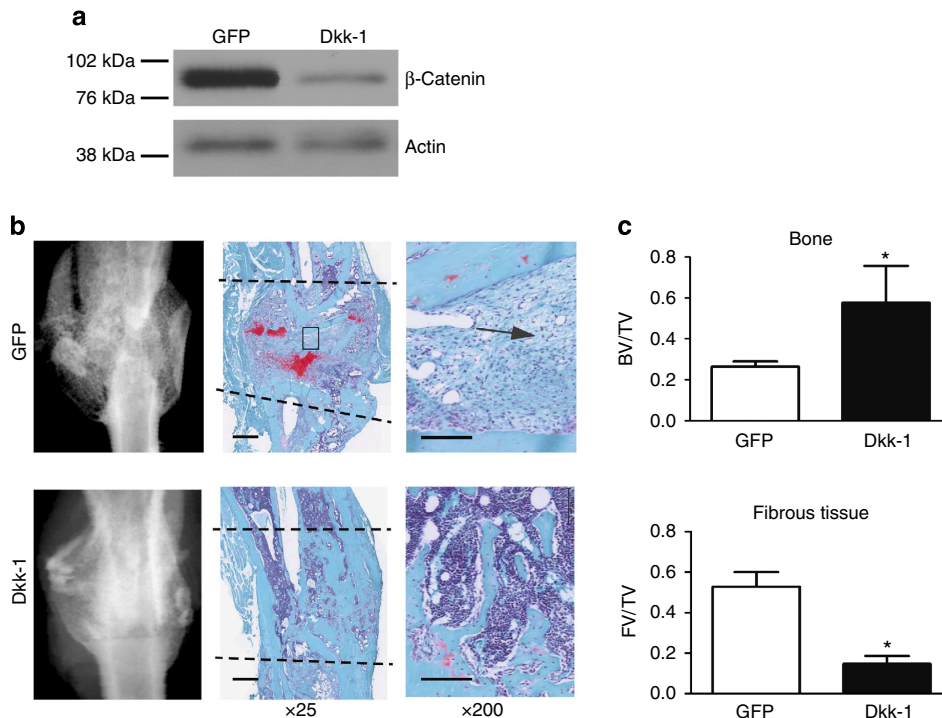 a
GFP Dkk-1
102 kDa
β-Catenin
76 kDa
Actin
38 kDa
b
GFP
Dkk-1
×25 ×200
c
Bone
*
0.8
0.6
0.4
0.2
0.0
BV/TV
GFP Dkk-1
Fibrous tissue
0.8
0.6
0.4
0.2
0.0
FV/TV
*
GFP Dkk-1